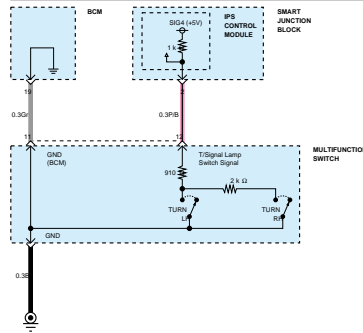 BCM
IPS
CONTROL
MODULE
SMART
JUNCTION
BLOCK
SIG4 (+5V)
1 k
19
2
0.3Gr
0.3P/B
11
12
MULTIFUNCTION
SWITCH
GND
(BCM)
T/Signal Lamp
Switch Signal
910
2 k Ω
TURN
LH
TURN
RH
GND
0.3B